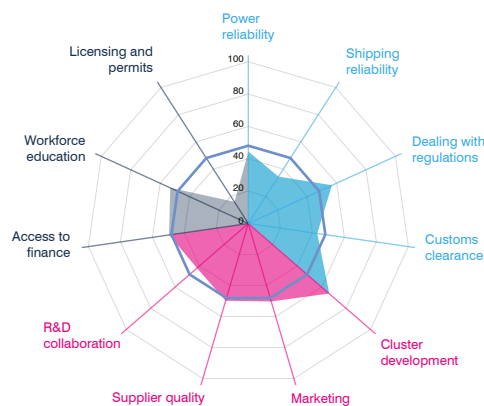 Power
reliability
Shipping
reliability
Dealing with
regulations
Customs
clearance
Cluster
development
Marketing
Supplier quality
R&D
collaboration
Access to
finance
Workforce
education
Licensing and
permits
100
80
60
40
20
0